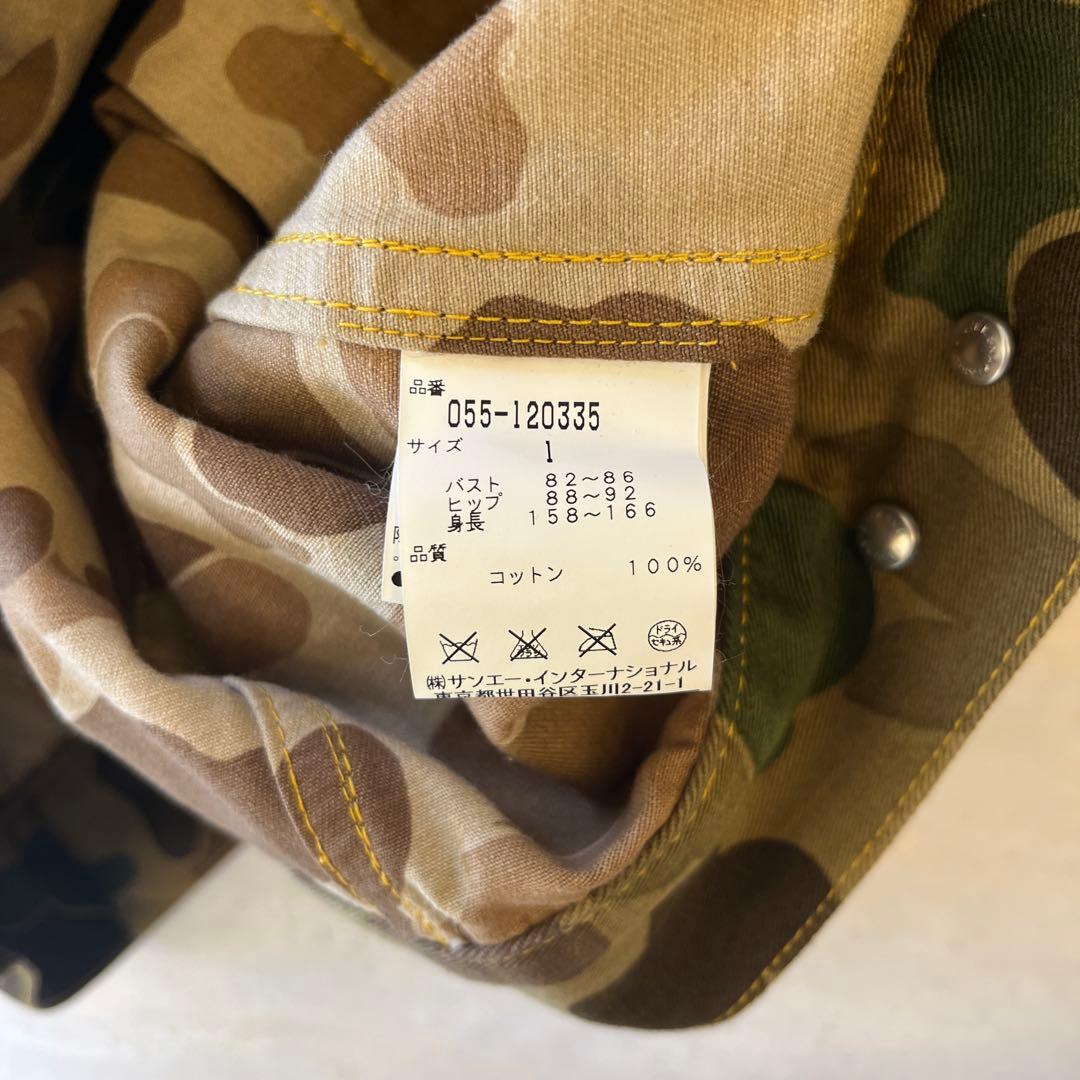 品番
055-120335
サイズ 1
バスト 82～86
ヒップ 88～92
身長 158～166
品質
コットン 100%
ドライ
セキユ系
(株)サンエー・インターナショナル
東京都世田谷区玉川2-21-1